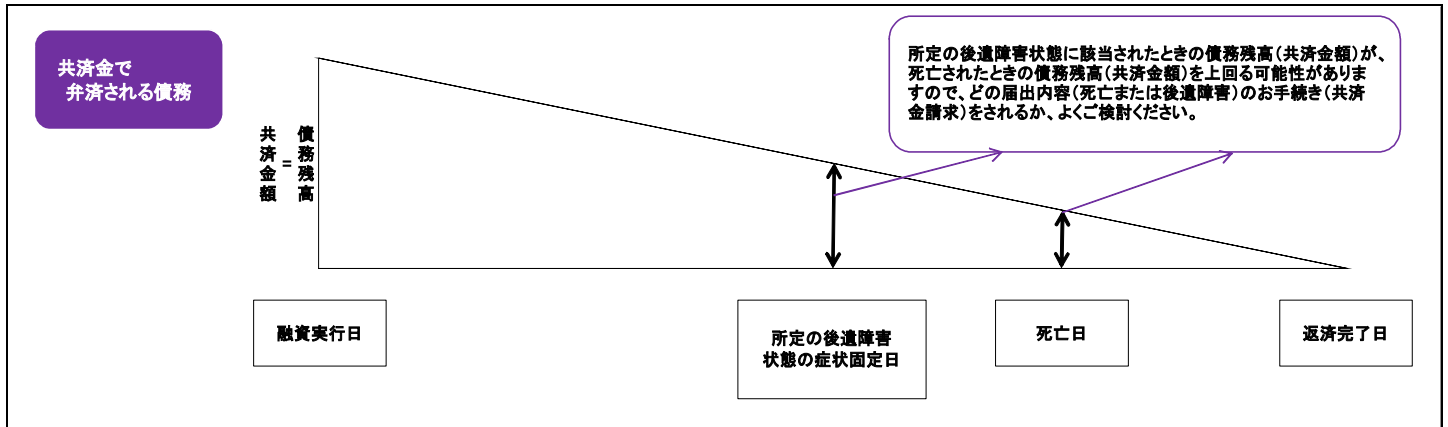 共済金で
弁済される債務
所定の後遺障害状態に該当されたときの債務残高(共済金額)が、
死亡されたときの債務残高(共済金額)を上回る可能性がありま
すので、どの届出内容(死亡または後遺障害)のお手続き(共済
金請求)をされるか、よくご検討ください。
共済金額=債務残高
融資実行日
所定の後遺障害
状態の症状固定日
死亡日
返済完了日